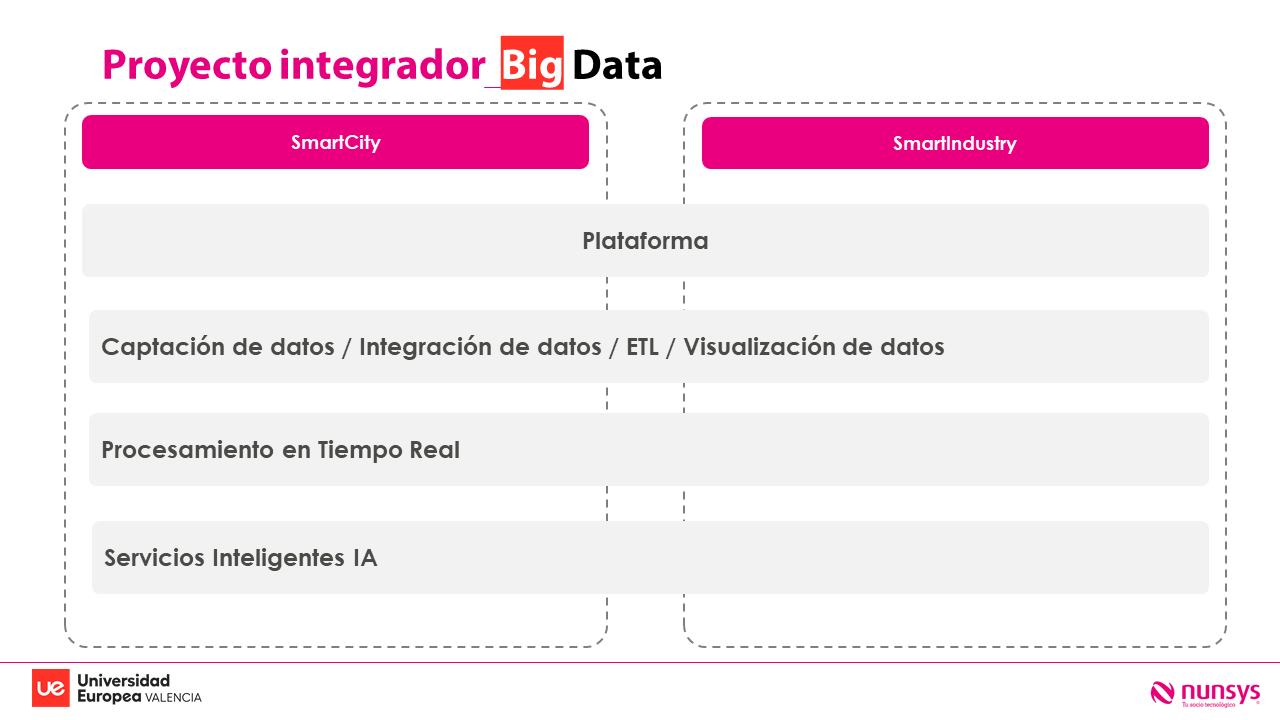 Proyecto integrador_Big Data
SmartCity
SmartIndustry
Plataforma
Captación de datos / Integración de datos / ETL / Visualización de datos
Procesamiento en Tiempo Real
Servicios Inteligentes IA
ue Universidad
Europea VALENCIA
nunsys
Tu socio tecnológico